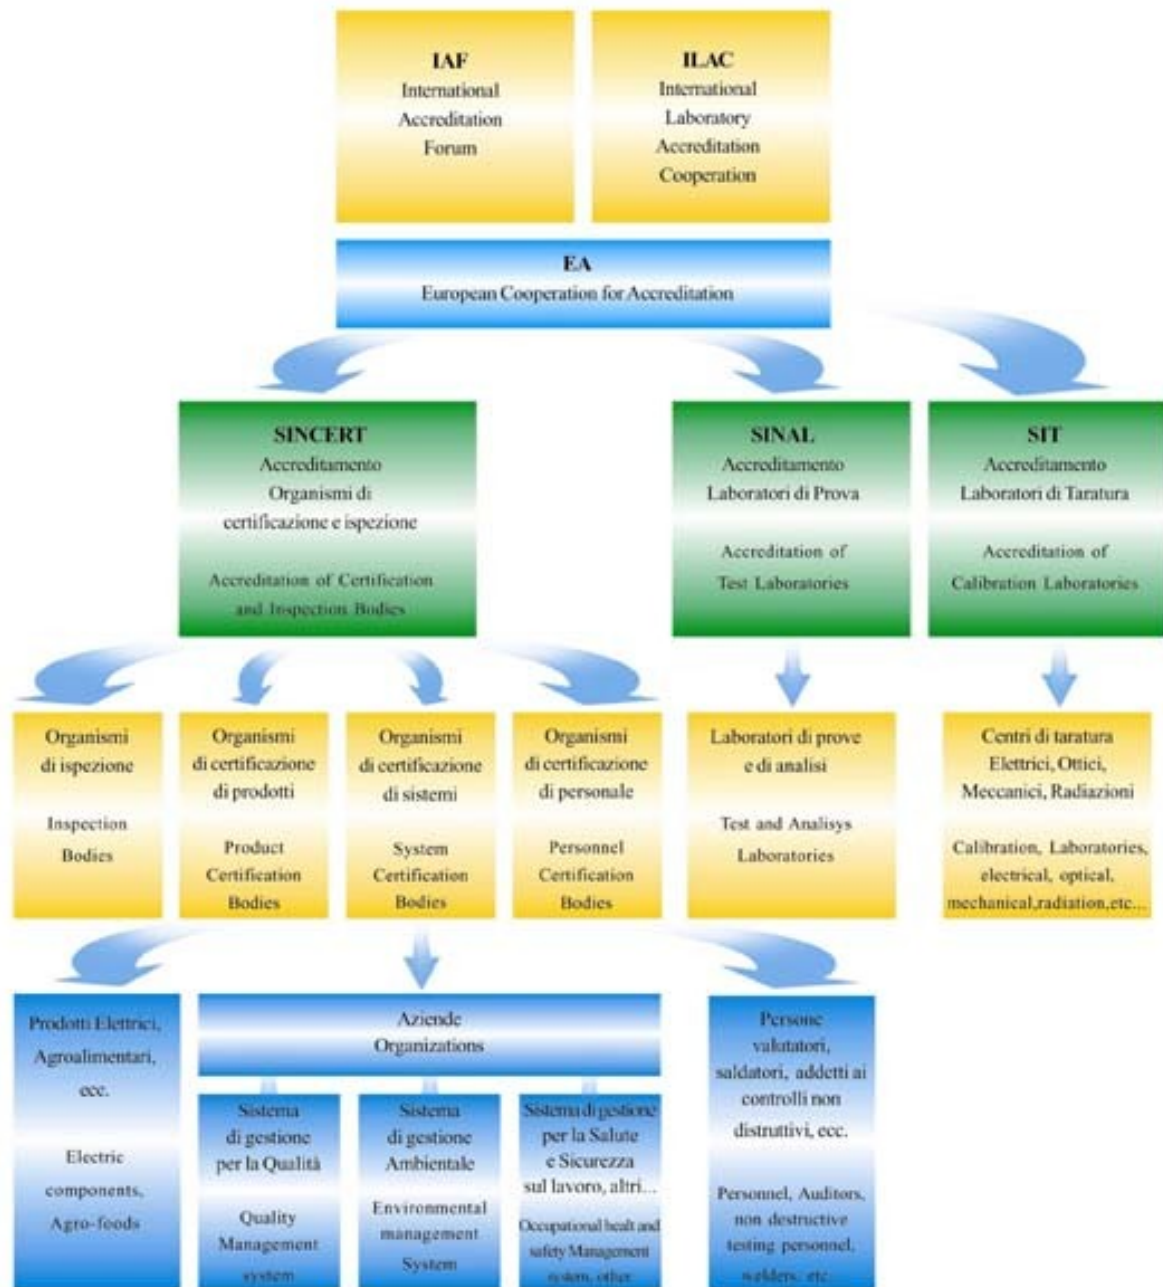 IAF
International
Accreditation
Forum
ILAC
International
Laboratory
Accreditation
Cooperation
EA
European Cooperation for Accreditation
SINCERT
Accreditamento
Organismi di
certificazione e ispezione
Accreditation of Certification
and Inspection Bodies
SINAL
Accreditamento
Laboratori di Prova
Accreditation of
Test Laboratories
SIT
Accreditamento
Laboratori di Taratura
Accreditation of
Calibration Laboratories
Organismi
di ispezione
Inspection
Bodies
Organismi
di certificazione
di prodotti
Product
Certification
Bodies
Organismi
di certificazione
di sistemi
System
Certification
Bodies
Organismi
di certificazione
di personale
Personnel
Certification
Bodies
Laboratori di prove
e di analisi
Test and Analisys
Laboratories
Centri di taratura
Elettrici, Ottici,
Meccanici, Radiazioni
Calibration, Laboratories,
electrical, optical,
mechanical,radiation,etc...
Prodotti Elettrici,
Agroalimentari,
ecc.
Electric
components,
Agro-foods
Aziende
Organizations
Sistema
di gestione
per la Qualità
Quality
Management
system
Sistema
di gestione
Ambientale
Environmental
management
System
Sistema di gestione
per la Salute
e Sicurezza
sul lavoro, altri...
Occupational healt and
safety Management
system, other
Persone
valutatori,
saldatori, addetti ai
controlli non
distruttivi, ecc.
Personnel, Auditors,
non destructive
testing personnel,
welders, etc...